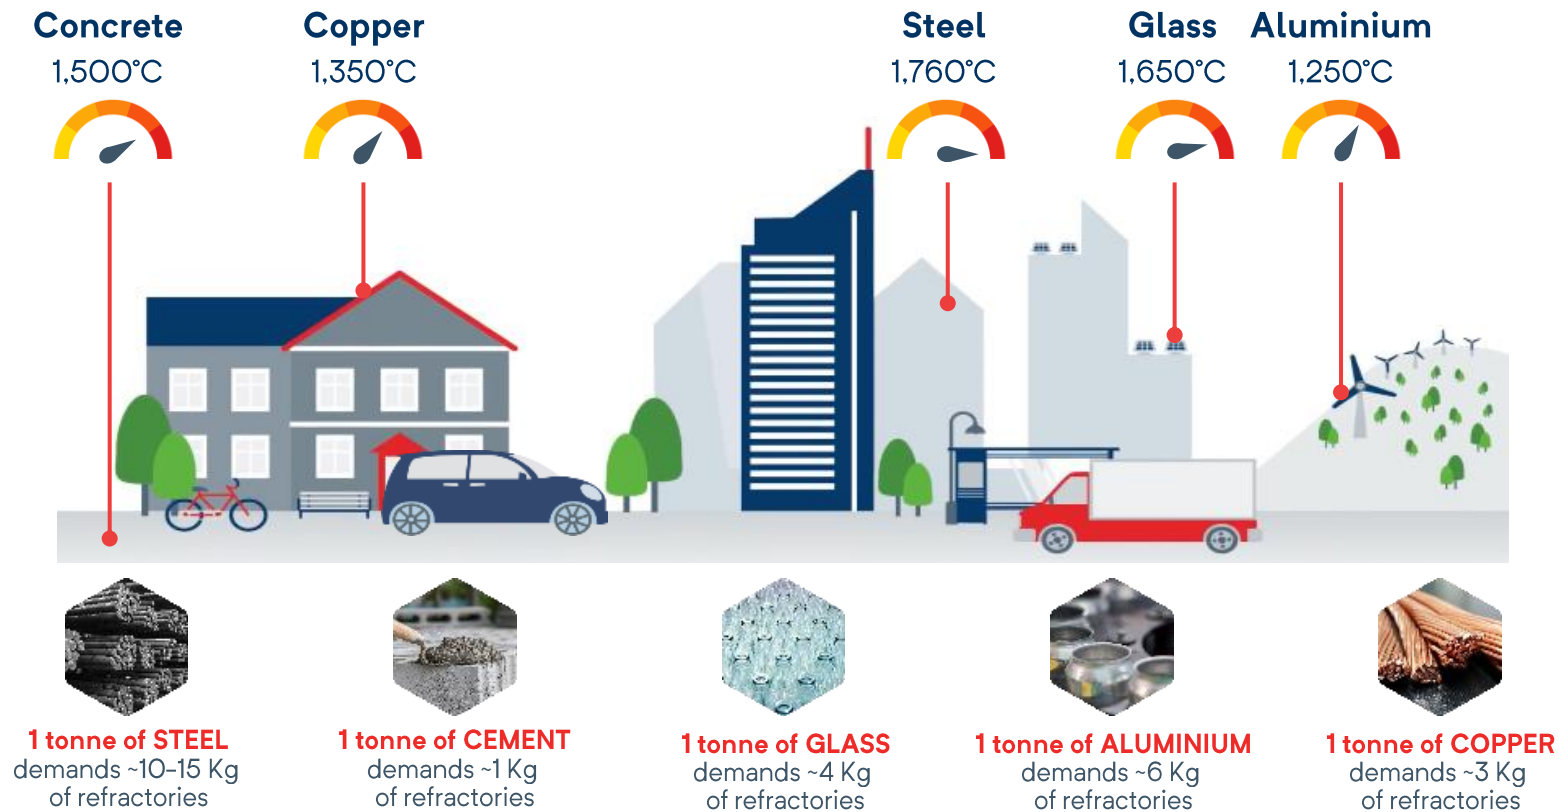 Concrete
1,500°C
Copper
1,350°C
Steel
1,760°C
Glass
1,650°C
Aluminium
1,250°C
1 tonne of STEEL
demands ~10-15 Kg
of refractories
1 tonne of CEMENT
demands ~1 Kg
of refractories
1 tonne of GLASS
demands ~4 Kg
of refractories
1 tonne of ALUMINIUM
demands ~6 Kg
of refractories
1 tonne of COPPER
demands ~3 Kg
of refractories